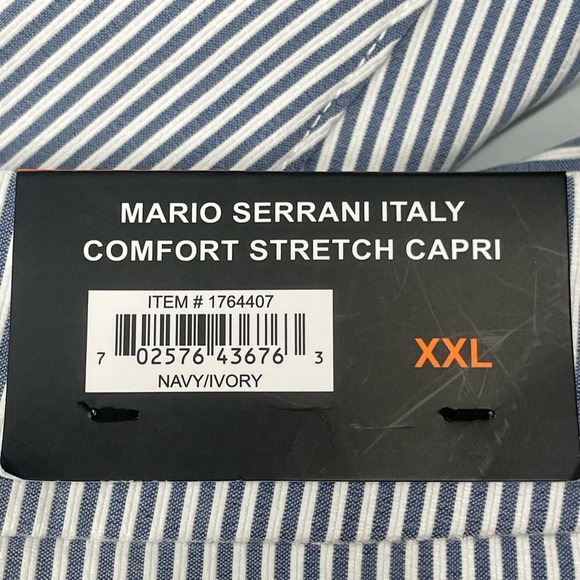 MARIO SERRANI ITALY
COMFORT STRETCH CAPRI
ITEM # 1764407
7 02576 43676 3
NAVY/IVORY
XXL